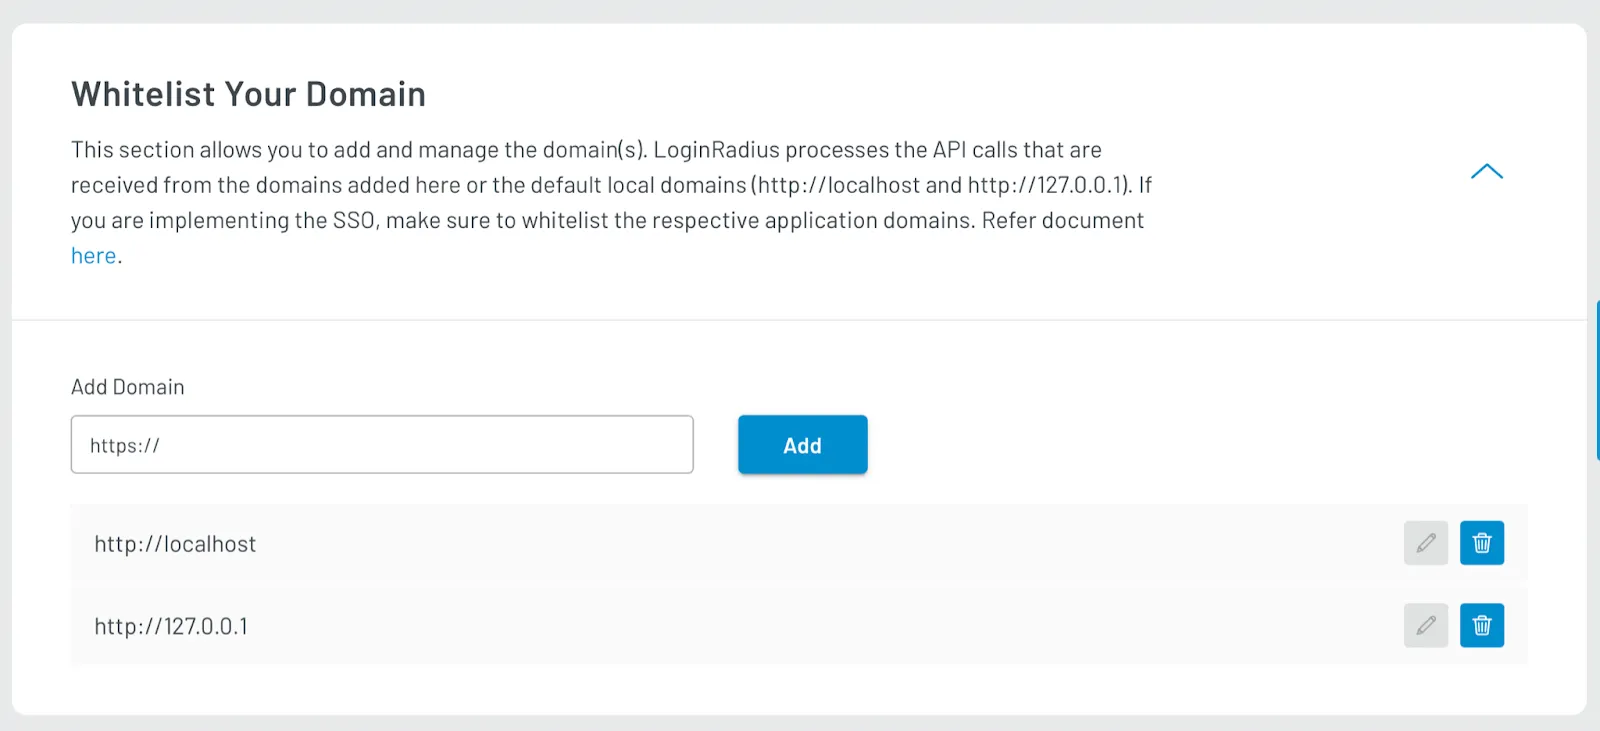 Whitelist Your Domain
This section allows you to add and manage the domain(s). LoginRadius processes the API calls that are
received from the domains added here or the default local domains (http://localhost and http://127.0.0.1). If
you are implementing the SSO, make sure to whitelist the respective application domains. Refer document
here.
Add Domain
https://
Add
http://localhost
http://127.0.0.1